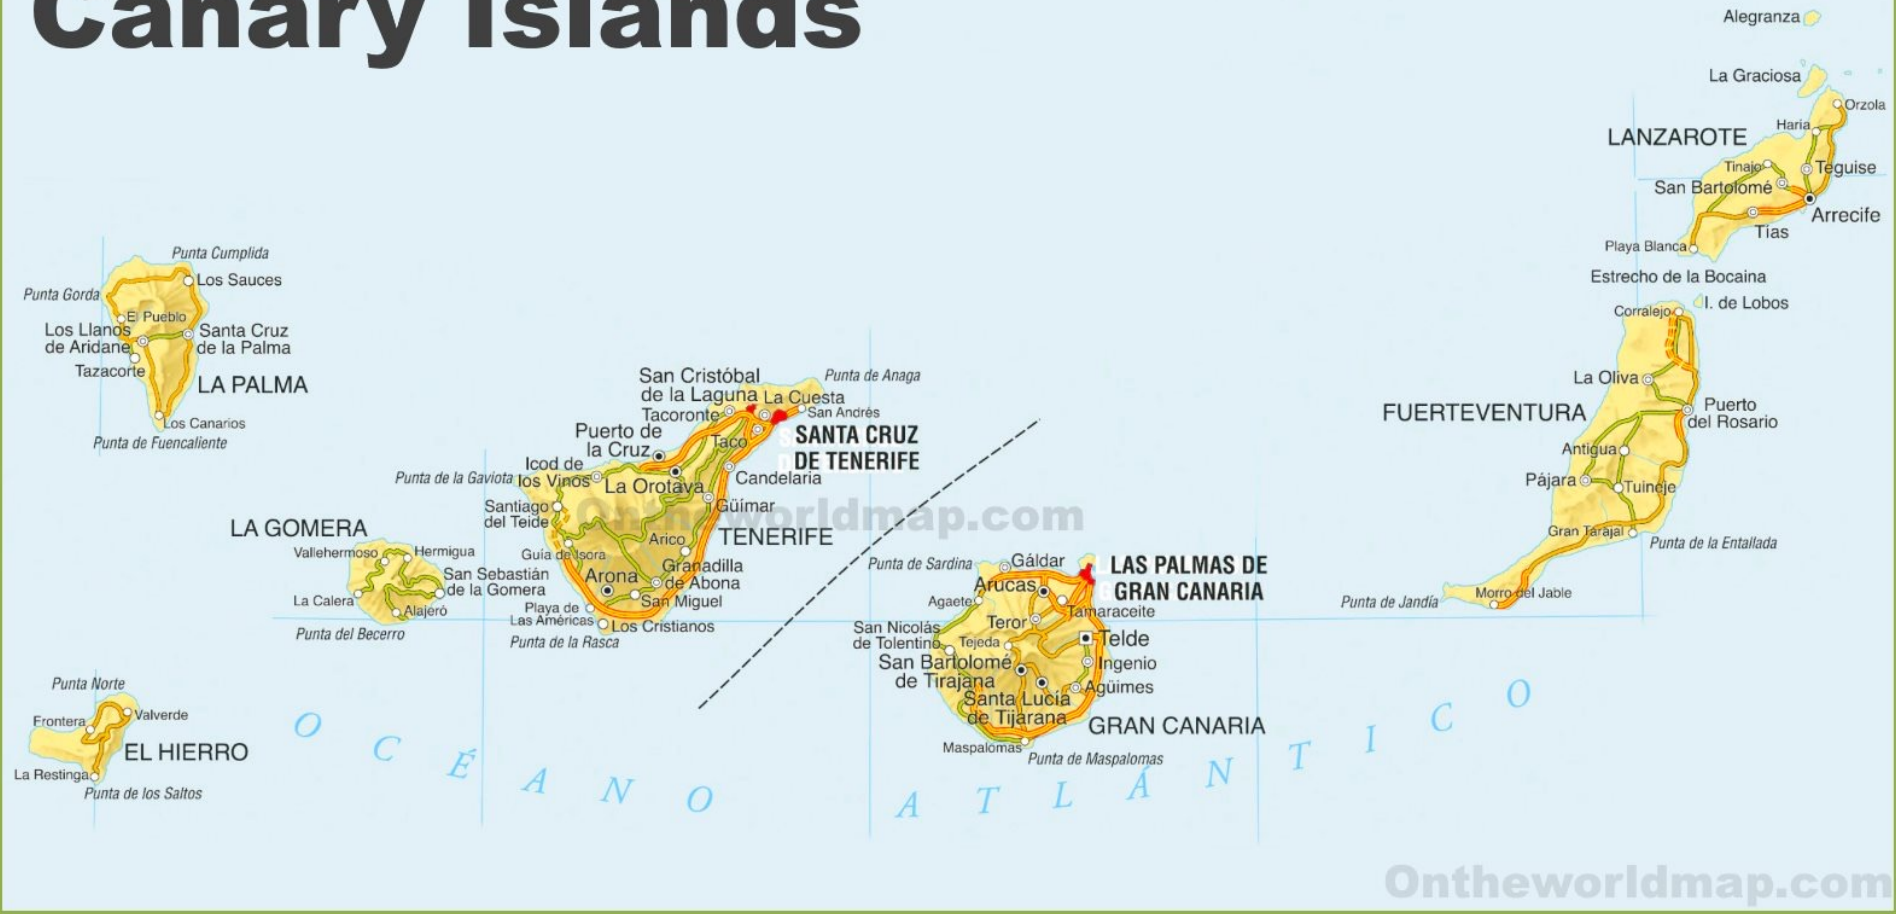 Canary Islands
Alegranza
La Graciosa
Orzola
Haria
LANZAROTE
Tinajo
Teguise
San Bartolomé
Arrecife
Tías
Playa Blanca
Estrecho de la Bocaina
I. de Lobos
Corralejo
La Oliva
FUERTEVENTURA
Puerto
del Rosario
Antigua
Pájara
Tuineje
Gran Tarajal
Punta de la Entallada
Morro del Jable
Punta de Jandía
Punta Cumplida
Los Sauces
Punta Gorda
El Pueblo
Los Llanos
de Aridane
Santa Cruz
de la Palma
Tazacorte
LA PALMA
Los Canarios
Punta de Fuencaliente
San Cristóbal
de la Laguna
Punta de Anaga
La Cuesta
Tacoronte
San Andrés
Puerto de
la Cruz
Taco
SANTA CRUZ
DE TENERIFE
Icod de
los Vinos
Punta de la Gaviota
La Orotava
Candelaria
Santiago
del Teide
Güímar
Ontheworldmap.com
TENERIFE
Arico
Guía de Isora
Granadilla
de Abona
Arona
San Miguel
Playa de
Las Américas
Los Cristianos
Punta de la Rasca
LA GOMERA
Vallehermoso
Hermigua
San Sebastián
de la Gomera
La Calera
Alajeró
Punta del Becerro
Punta Norte
Frontera
Valverde
EL HIERRO
La Restinga
Punta de los Saltos
Punta de Sardina
Gáldar
LAS PALMAS DE
GRAN CANARIA
Arucas
Agaete
Tamaraceite
Teror
San Nicolás
de Tolentino
Tejeda
Telde
San Bartolomé
de Tirajana
Ingenio
Agüimes
Santa Lucía
de Tijarana
GRAN CANARIA
Maspalomas
Punta de Maspalomas
OCÉANO ATLÁNTICO
Ontheworldmap.com